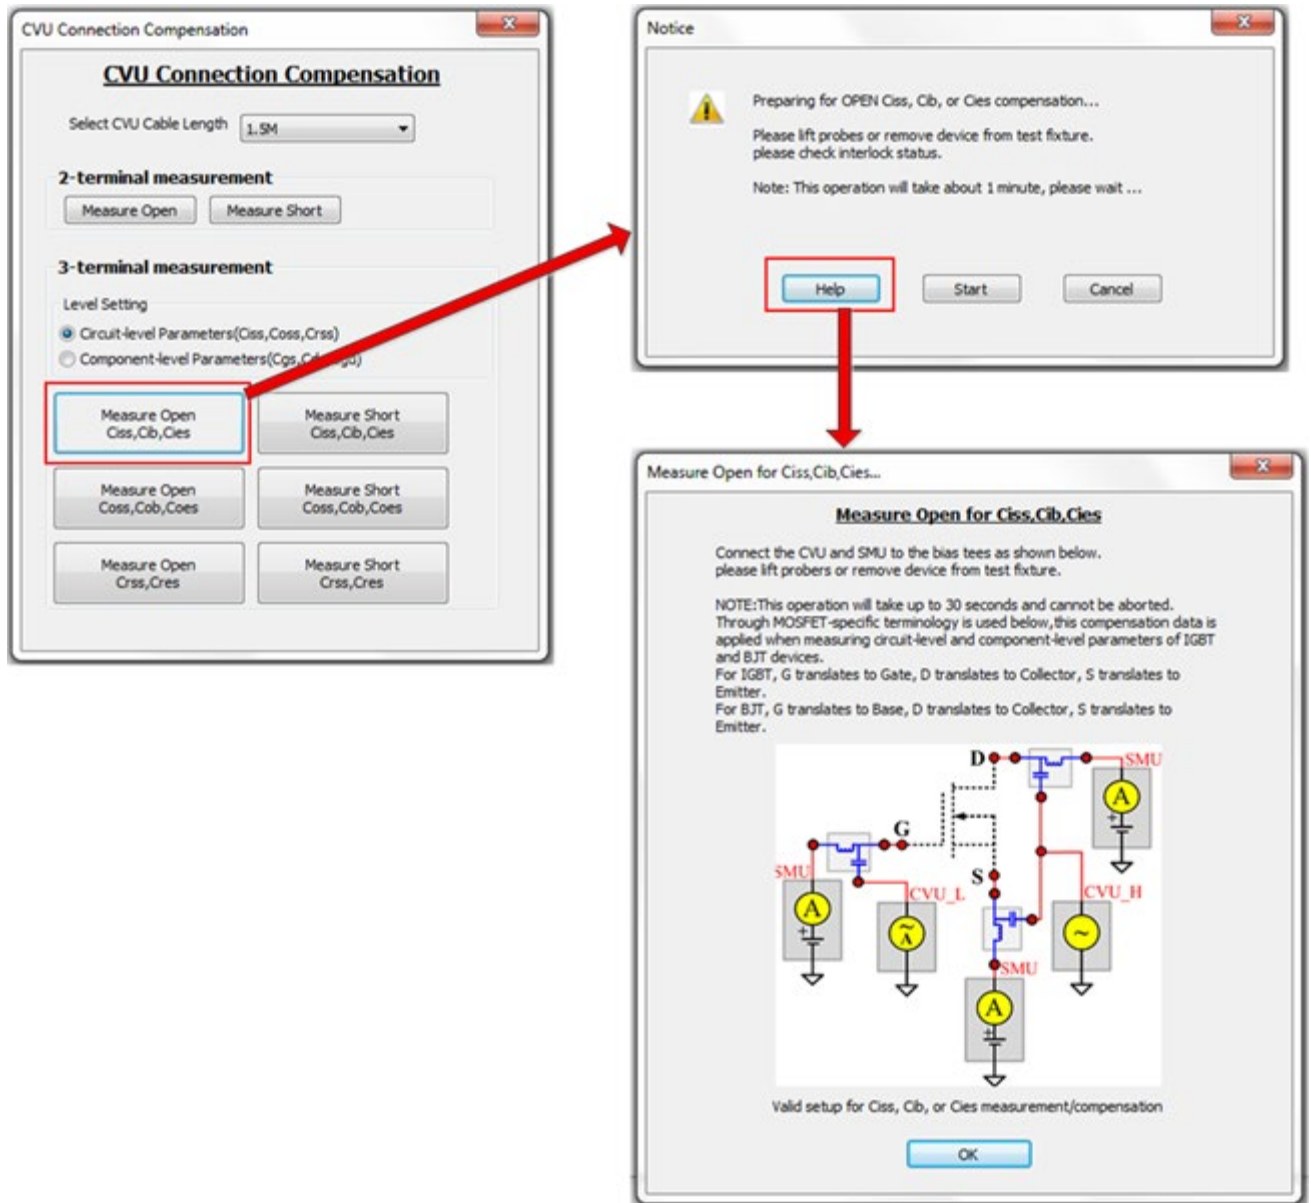 CVU Connection Compensation
CVU Connection Compensation
Select CVU Cable Length 1.5M
2-terminal measurement
Measure Open Measure Short
3-terminal measurement
Level Setting
Circuit-level Parameters(Ciss,Coss,Crss)
Component-level Parameters(Cgs,
Measure Open
Ciss,Cib,Cies
Measure Short
Ciss,Cib,Cies
Measure Open
Coss,Cob,Coes
Measure Short
Coss,Cob,Coes
Measure Open
Crss,Cres
Measure Short
Crss,Cres
Notice
Preparing for OPEN Ciss, Cib, or Cies compensation...
Please lift probes or remove device from test fixture.
please check interlock status.
Note: This operation will take about 1 minute, please wait ...
Help Start Cancel
Measure Open for Ciss,Cib,Cies...
Measure Open for Ciss,Cib,Cies
Connect the CVU and SMU to the bias tees as shown below.
please lift probers or remove device from test fixture.
NOTE:This operation will take up to 30 seconds and cannot be aborted.
Through MOSFET-specific terminology is used below,this compensation data is
applied when measuring circuit-level and component-level parameters of IGBT
and BJT devices.
For IGBT, G translates to Gate, D translates to Collector, S translates to
Emitter.
For BJT, G translates to Base, D translates to Collector, S translates to
Emitter.
D
SMU
A
+
G
SMU
A
+
CVU_L
A
S
CVU_H
SMU
A
+
Valid setup for Ciss, Cib, or Cies measurement/compensation
OK